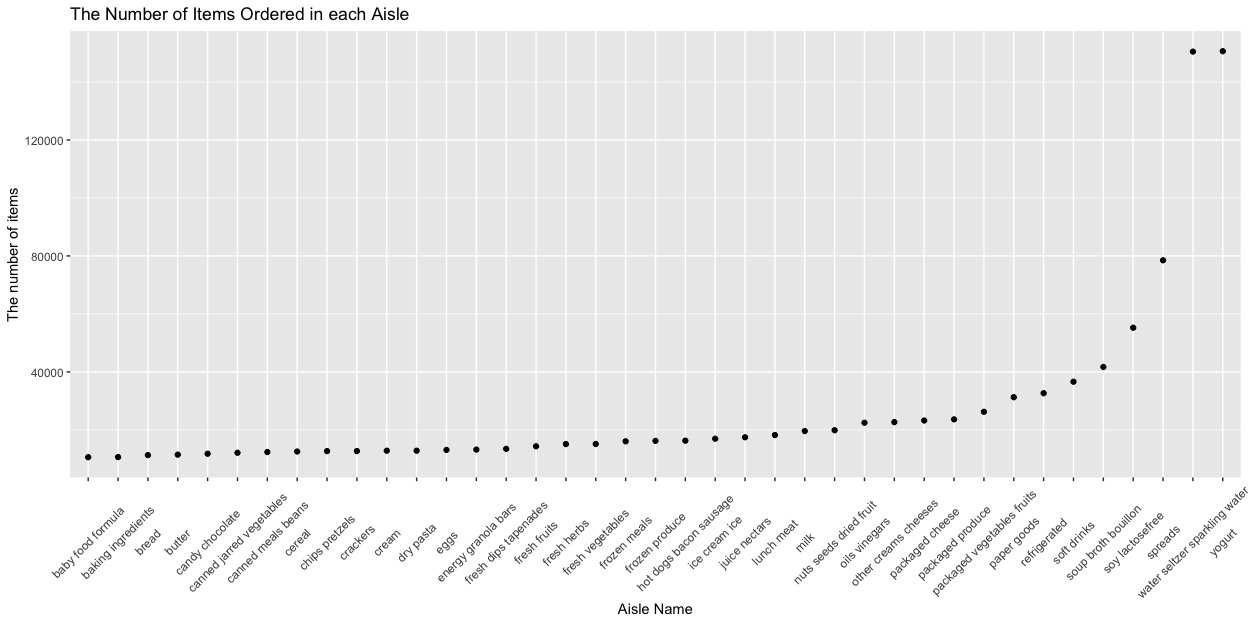 The Number of Items Ordered in each Aisle
The number of items
120000
80000
40000
baby food formula
baking ingredients
bread
butter
candy chocolate
canned jarred vegetables
canned meals beans
cereal
chips pretzels
crackers
cream
dry pasta
eggs
energy granola bars
fresh dips tapenades
fresh fruits
fresh herbs
fresh vegetables
frozen meals
frozen produce
hot dogs bacon sausage
ice cream ice
juice nectars
lunch meat
milk
nuts seeds dried fruit
oils vinegars
other creams cheeses
packaged cheese
packaged produce
packaged vegetables fruits
paper goods
refrigerated
soft drinks
soup broth bouillon
soy lactosefree
spreads
water seltzer sparkling water
yogurt
Aisle Name